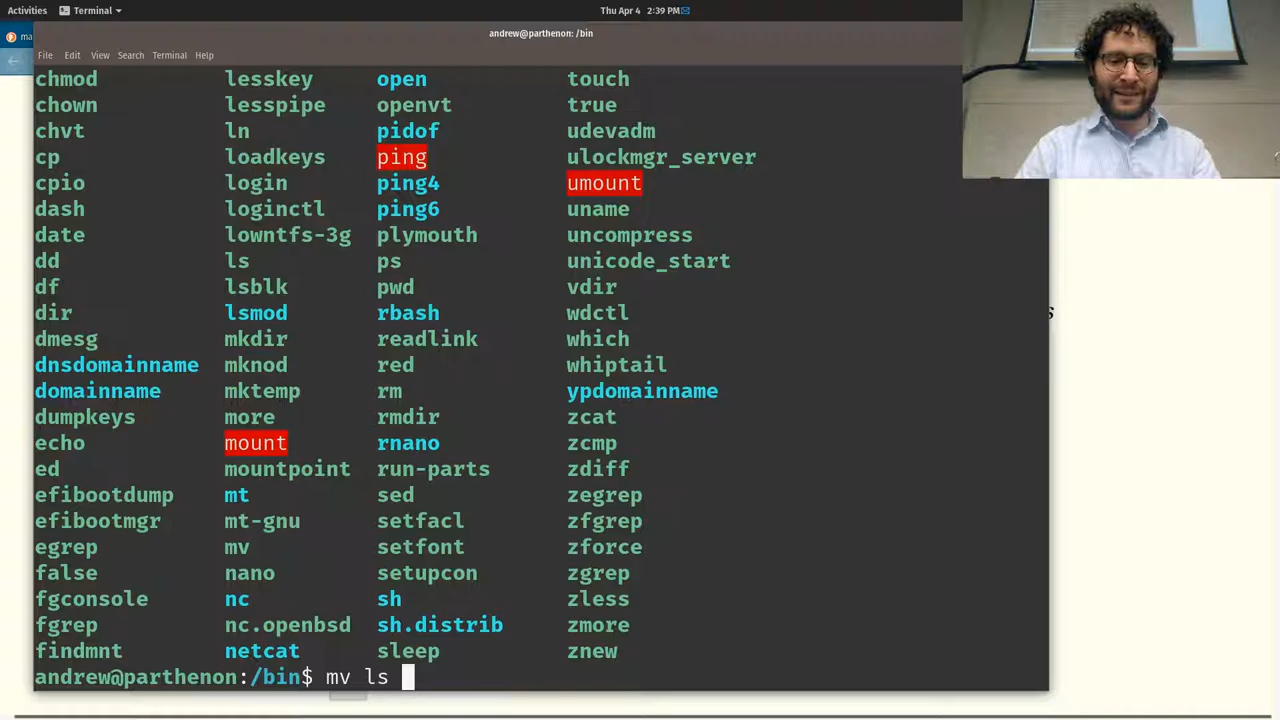 Activities Terminal Thu Apr 4 2:39 PM
ma
andrew@parthenon: /bin
File Edit View Search Terminal Help
chmod lesskey open touch
chown lesspipe openvt true
chvt ln pidof udevadm
cp loadkeys ping ulockmgr_server
cpio login ping4 umount
dash loginctl ping6 uname
date lowntfs-3g plymouth uncompress
dd ls ps unicode_start
df lsblk pwd vdir
dir lsmod rbash wdctl
s
dmesg mkdir readlink which
dnsdomainname mknod red whiptail
domainname mktemp rm ypdomainname
dumpkeys more rmdir zcat
echo mount rnano zcmp
ed mountpoint run-parts zdiff
efibootdump mt sed zegrep
efibootmgr mt-gnu setfacl zfgrep
egrep mv setfont zforce
false nano setupcon zgrep
fgconsole nc sh zless
fgrep nc.openbsd sh.distrib zmore
findmnt netcat sleep znew
andrew@parthenon:/bin$ mv ls